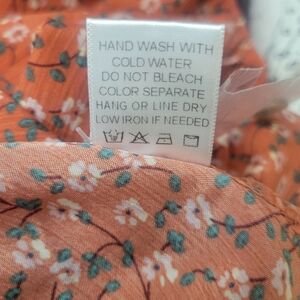 HAND WASH WITH
COLD WATER
DO NOT BLEACH
COLOR SEPARATE
HANG OR LINE DRY
LOW IRON IF NEEDED